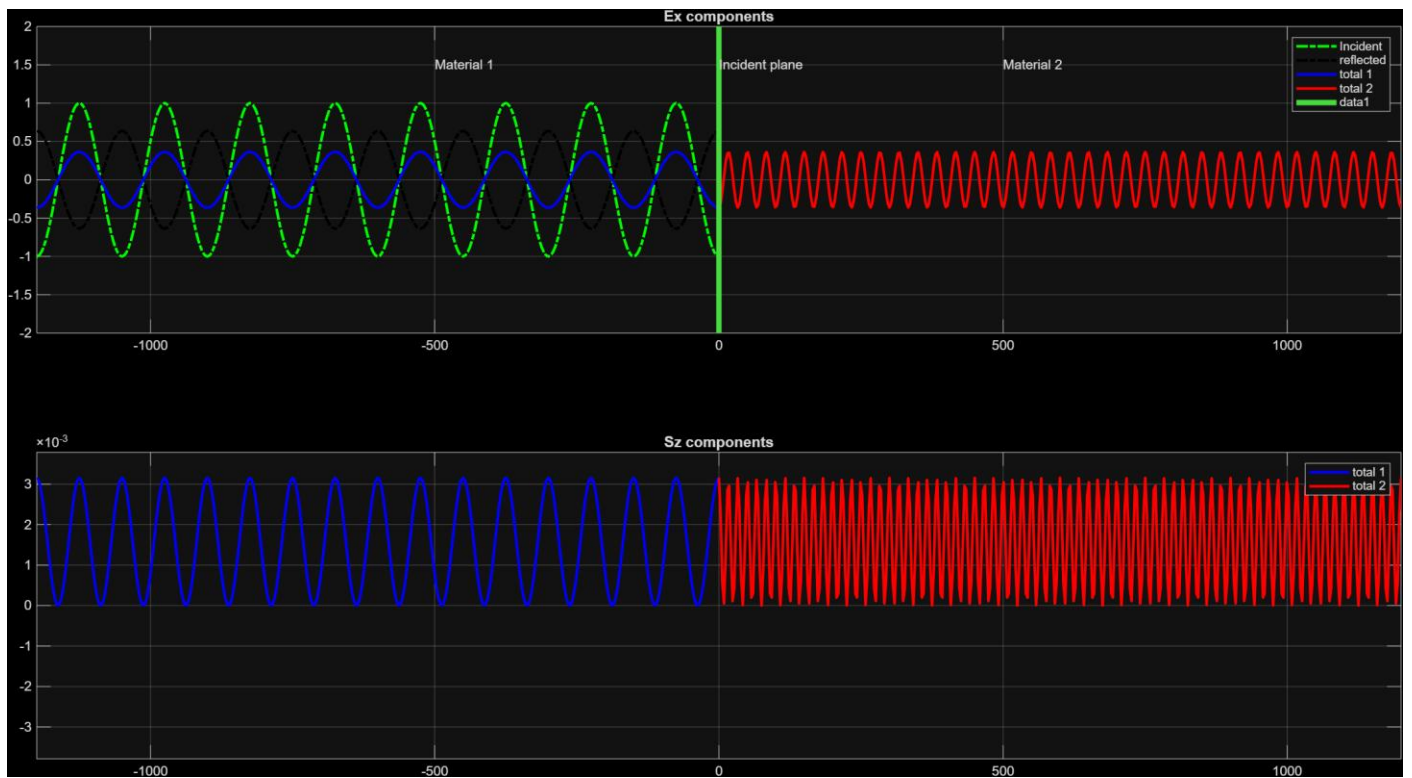 Ex components
2
1.5
1
0.5
0
-0.5
-1
-1.5
-2
Material 1
Incident plane
Material 2
Incident
reflected
total 1
total 2
data1
-1000
-500
0
500
1000
×10⁻³
Sz components
3
2
1
0
-1
-2
-3
total 1
total 2
-1000
-500
0
500
1000